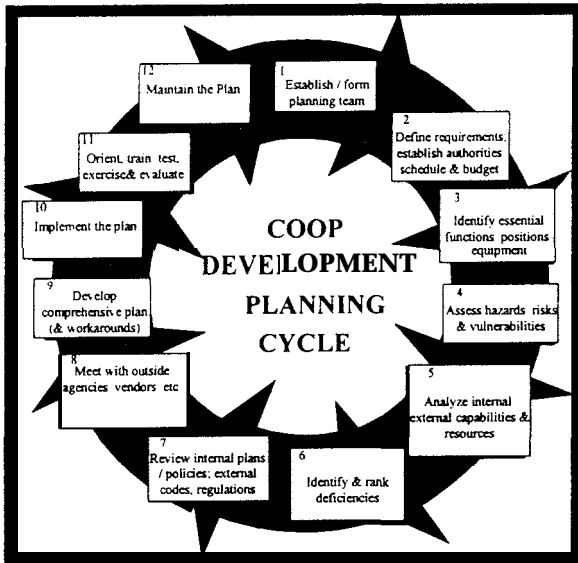 1
Establish / form
planning team
2
Define requirements,
establish authorities
schedule & budget
3
Identify essential
functions positions
equipment
4
Assess hazards risks
& vulnerabilities
5
Analyze internal
external capabilities &
resources
6
Identify & rank
deficiencies
7
Review internal plans
/ policies; external
codes, regulations
8
Meet with outside
agencies vendors etc
9
Develop
comprehensive plan
(& workarounds)
10
Implement the plan
11
Orient, train test,
exercise& evaluate
12
Maintain the Plan
COOP
DEVELOPMENT
PLANNING
CYCLE